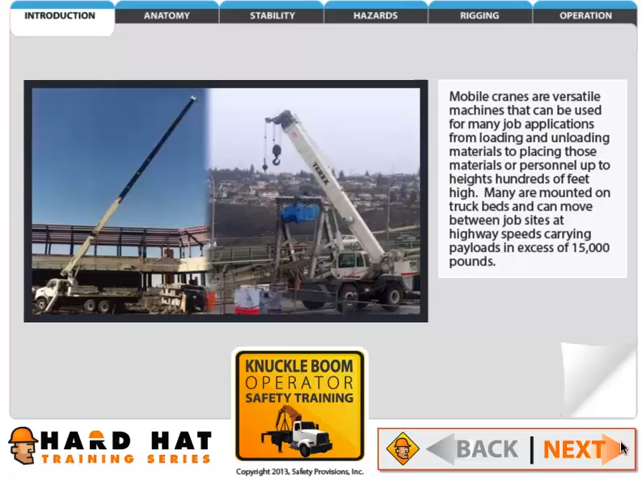 INTRODUCTION
ANATOMY
STABILITY
HAZARDS
RIGGING
OPERATION
TEREX
Mobile cranes are versatile
machines that can be used
for many job applications
from loading and unloading
materials to placing those
materials or personnel up to
heights hundreds of feet
high. Many are mounted on
truck beds and can move
between job sites at
highway speeds carrying
payloads in excess of 15,000
pounds.
KNUCKLE BOOM
OPERATOR
SAFETY TRAINING
HARD HAT
TRAINING SERIES
Copyright 2013, Safety Provisions, Inc.
BACK | NEXT